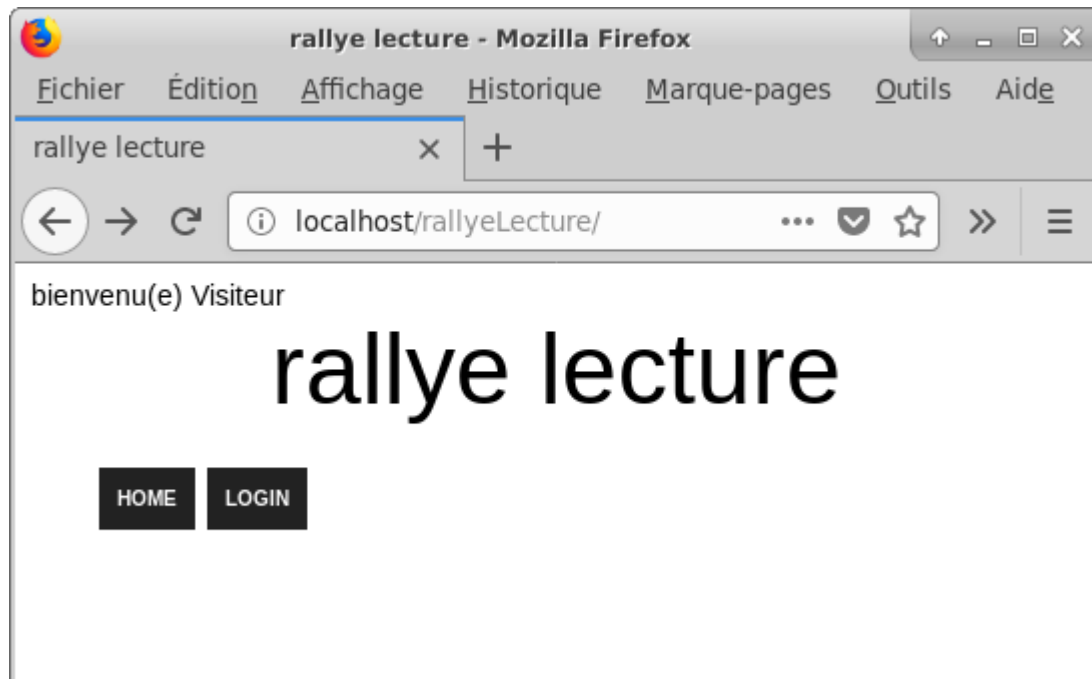 rallye lecture - Mozilla Firefox
Fichier Édition Affichage Historique Marque-pages Outils Aide
rallye lecture
localhost/rallyeLecture/
bienvenu(e) Visiteur
rallye lecture
HOME LOGIN